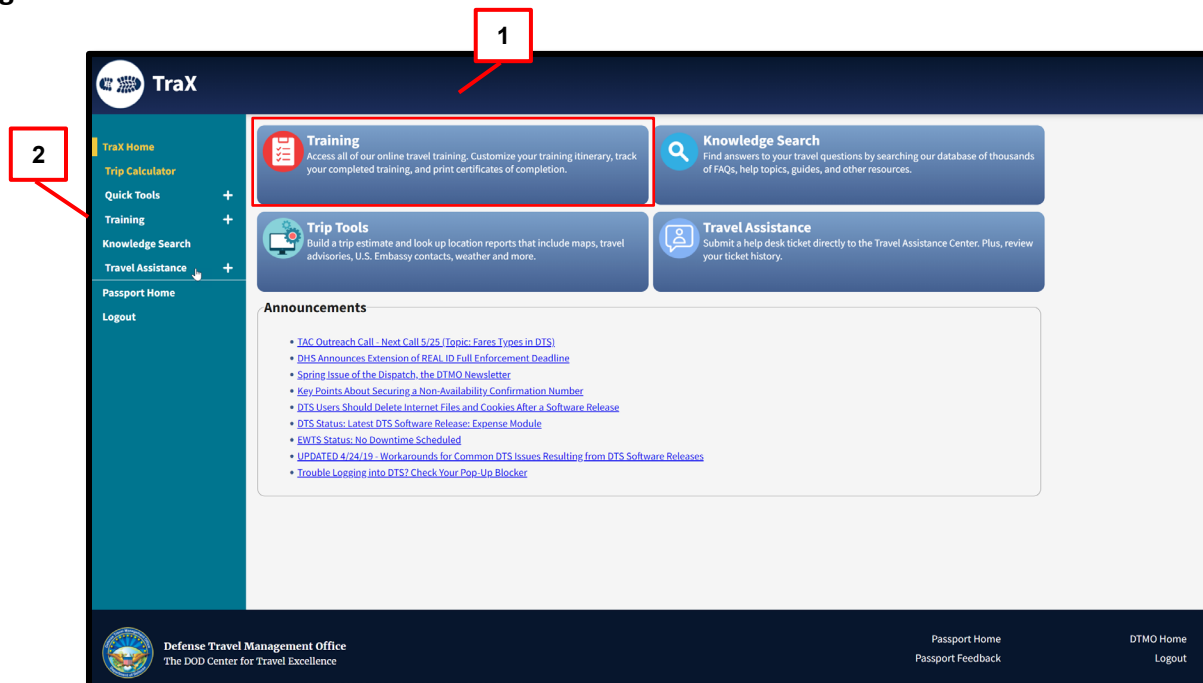 g
1
TraX
2
TraX Home
Trip Calculator
Quick Tools +
Training +
Knowledge Search
Travel Assistance +
Passport Home
Logout
Training
Access all of our online travel training. Customize your training itinerary, track
your completed training, and print certificates of completion.
Knowledge Search
Find answers to your travel questions by searching our database of thousands
of FAQs, help topics, guides, and other resources.
Trip Tools
Build a trip estimate and look up location reports that include maps, travel
advisories, U.S. Embassy contacts, weather and more.
Travel Assistance
Submit a help desk ticket directly to the Travel Assistance Center. Plus, review
your ticket history.
Announcements
• TAC Outreach Call - Next Call 5/25 (Topic: Fares Types in DTS)
• DHS Announces Extension of REAL ID Full Enforcement Deadline
• Spring Issue of the Dispatch, the DTMO Newsletter
• Key Points About Securing a Non-Availability Confirmation Number
• DTS Users Should Delete Internet Files and Cookies After a Software Release
• DTS Status: Latest DTS Software Release: Expense Module
• EWTS Status: No Downtime Scheduled
• UPDATED 4/24/19 - Workarounds for Common DTS Issues Resulting from DTS Software Releases
• Trouble Logging into DTS? Check Your Pop-Up Blocker
Defense Travel Management Office
The DOD Center for Travel Excellence
Passport Home
Passport Feedback
DTMO Home
Logout